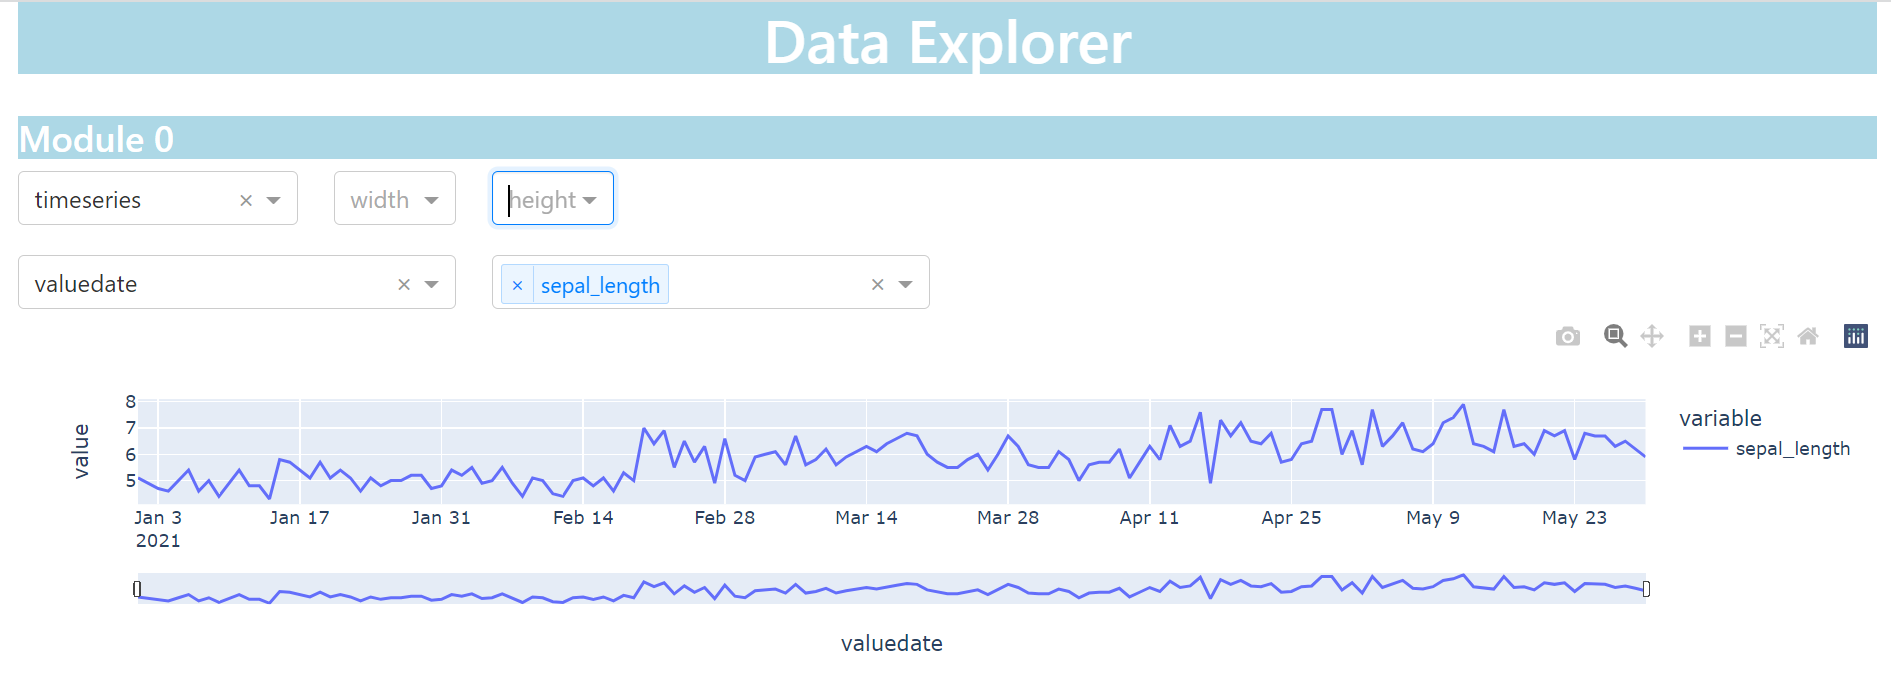 Data Explorer
Module 0
timeseries × width height
valuedate × × sepal_length ×
8
7
6
5
value
Jan 3 Jan 17 Jan 31 Feb 14 Feb 28 Mar 14 Mar 28 Apr 11 Apr 25 May 9 May 23
2021
variable
sepal_length
valuedate